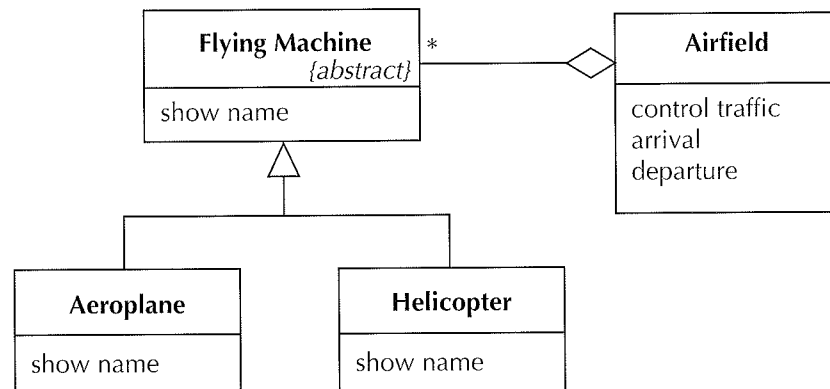 Flying Machine
{abstract}
show name
*
Airfield
control traffic
arrival
departure
Aeroplane
show name
Helicopter
show name